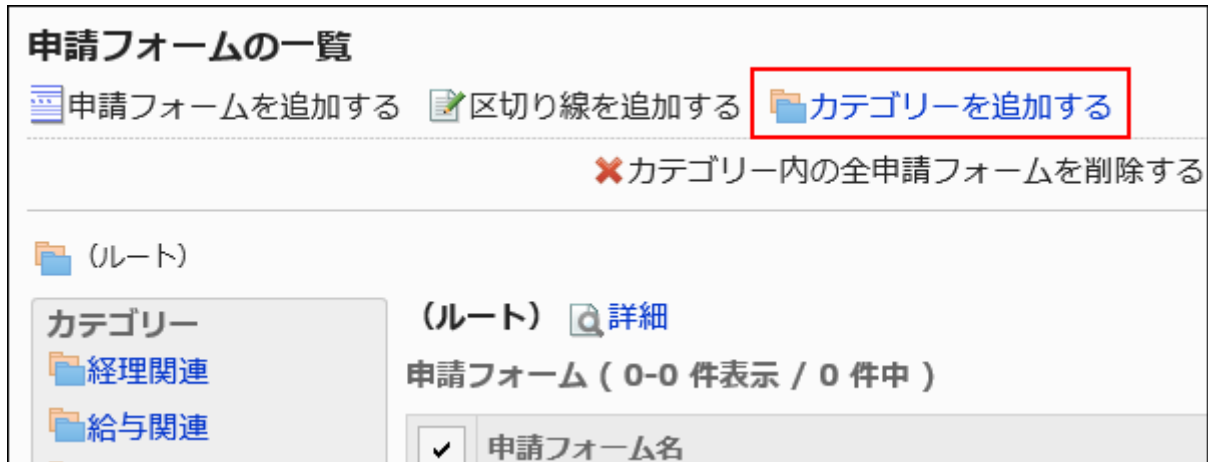 申請フォームの一覧
申請フォームを追加する 区切り線を追加する カテゴリーを追加する
カテゴリー内の全申請フォームを削除する
（ルート）
カテゴリー
経理関連
給与関連
（ルート） 詳細
申請フォーム ( 0-0 件表示 / 0 件中 )
申請フォーム名